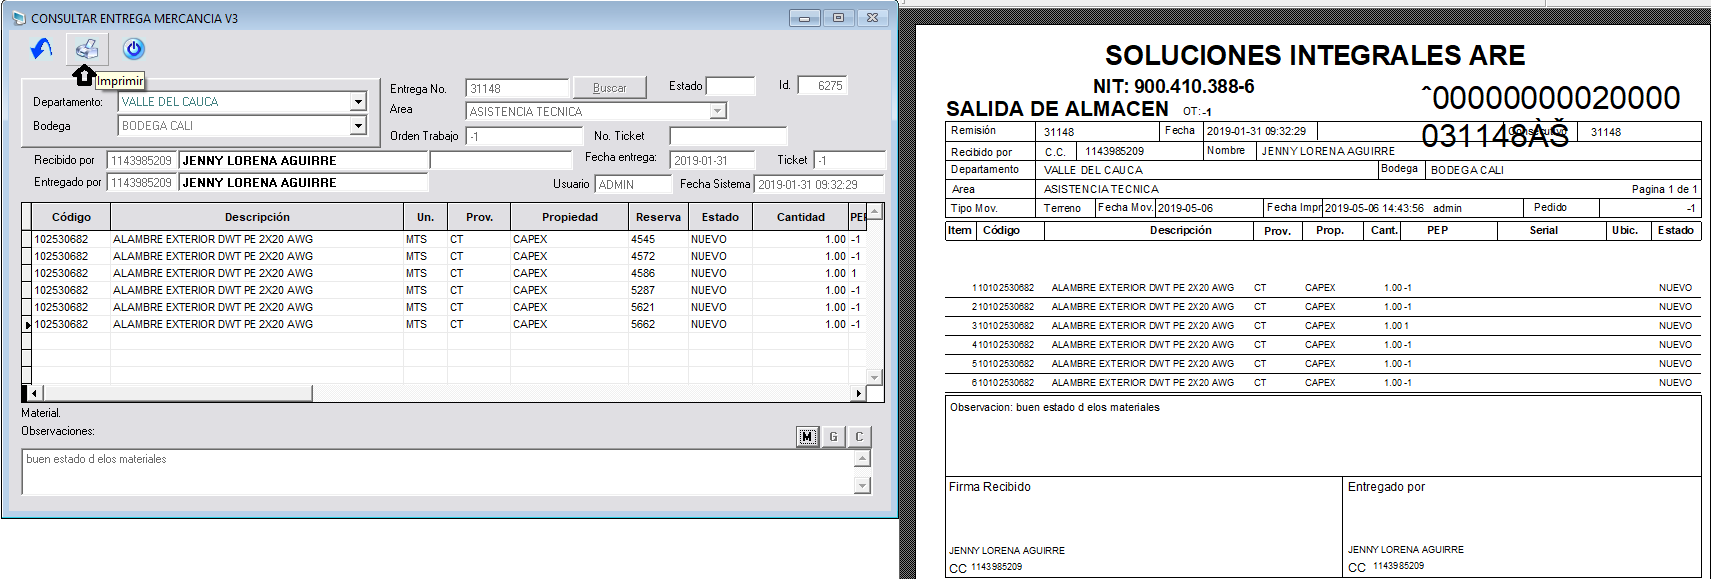 CONSULTAR ENTREGA MERCANCIA V3
Imprimir
Departamento: VALLE DEL CAUCA
Bodega BODEGA CALI
Entrega No. 31148 Buscar Estado Id. 6275
Area ASISTENCIA TECNICA
Orden Trabajo -1 No. Ticket
Recibido por 1143985209 JENNY LORENA AGUIRRE Fecha entrega: 2019-01-31 Ticket -1
Entregado por 1143985209 JENNY LORENA AGUIRRE Usuario ADMIN Fecha Sistema 2019-01-31 09:32:29
Código Descripción Un. Prov. Propiedad Reserva Estado Cantidad PEP
102530682 ALAMBRE EXTERIOR DWT PE 2X20 AWG MTS CT CAPEX 4545 NUEVO 1.00 -1
102530682 ALAMBRE EXTERIOR DWT PE 2X20 AWG MTS CT CAPEX 4572 NUEVO 1.00 -1
102530682 ALAMBRE EXTERIOR DWT PE 2X20 AWG MTS CT CAPEX 4586 NUEVO 1.00 1
102530682 ALAMBRE EXTERIOR DWT PE 2X20 AWG MTS CT CAPEX 5287 NUEVO 1.00 -1
102530682 ALAMBRE EXTERIOR DWT PE 2X20 AWG MTS CT CAPEX 5621 NUEVO 1.00 -1
102530682 ALAMBRE EXTERIOR DWT PE 2X20 AWG MTS CT CAPEX 5662 NUEVO 1.00 -1
Material.
Observaciones:
M G C
buen estado d elos materiales
SOLUCIONES INTEGRALES ARE
NIT: 900.410.388-6
SALIDA DE ALMACEN OT:-1
ˆ00000000020000
031148ÀŠ
Remisión 31148 Fecha 2019-01-31 09:32:29 Consecutivo 31148
Recibido por C.C. 1143985209 Nombre JENNY LORENA AGUIRRE
Departamento VALLE DEL CAUCA Bodega BODEGA CALI
Area ASISTENCIA TECNICA Pagina 1 de 1
Tipo Mov. Terreno Fecha Mov. 2019-05-06 Fecha Impr 2019-05-06 14:43:56 admin Pedido -1
Item Código Descripción Prov. Prop. Cant. PEP Serial Ubic. Estado
1 10102530682 ALAMBRE EXTERIOR DWT PE 2X20 AWG CT CAPEX 1.00 -1 NUEVO
2 10102530682 ALAMBRE EXTERIOR DWT PE 2X20 AWG CT CAPEX 1.00 -1 NUEVO
3 10102530682 ALAMBRE EXTERIOR DWT PE 2X20 AWG CT CAPEX 1.00 1 NUEVO
4 10102530682 ALAMBRE EXTERIOR DWT PE 2X20 AWG CT CAPEX 1.00 -1 NUEVO
5 10102530682 ALAMBRE EXTERIOR DWT PE 2X20 AWG CT CAPEX 1.00 -1 NUEVO
6 10102530682 ALAMBRE EXTERIOR DWT PE 2X20 AWG CT CAPEX 1.00 -1 NUEVO
Observacion: buen estado d elos materiales
Firma Recibido Entregado por
JENNY LORENA AGUIRRE JENNY LORENA AGUIRRE
CC 1143985209 CC 1143985209